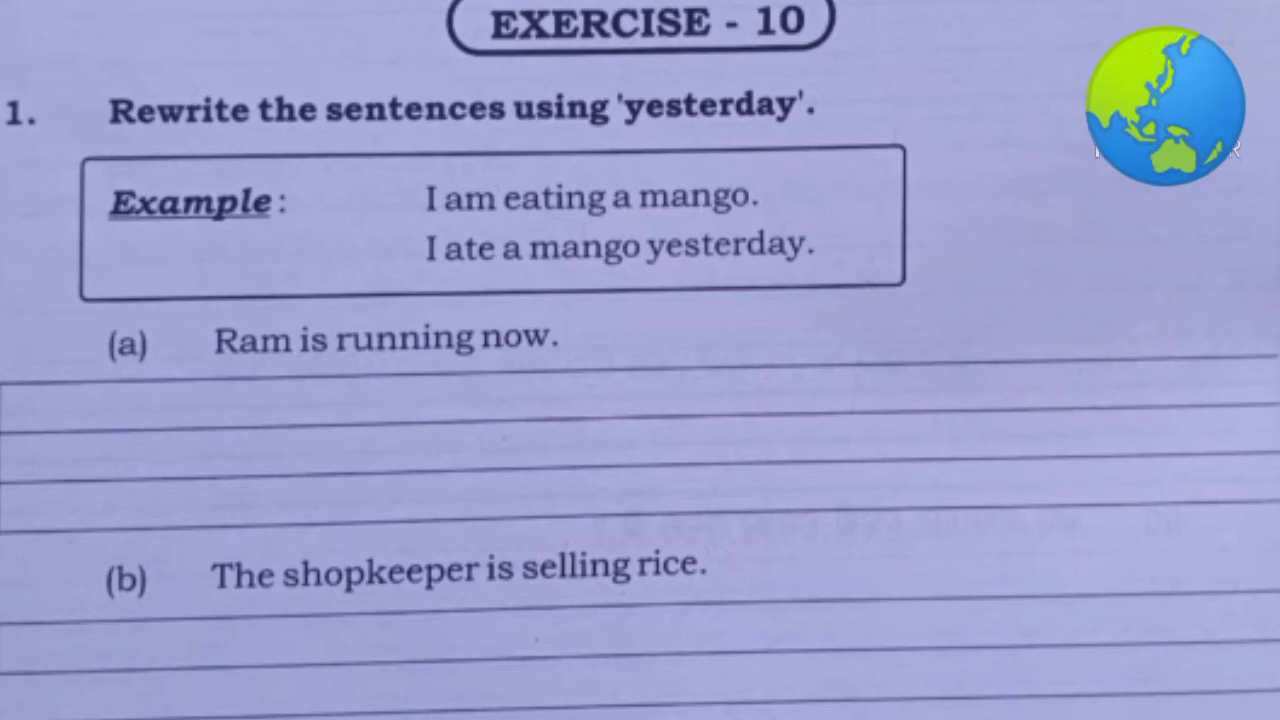 EXERCISE - 10
1. Rewrite the sentences using 'yesterday'.
Example : I am eating a mango.
I ate a mango yesterday.
(a) Ram is running now.
(b) The shopkeeper is selling rice.